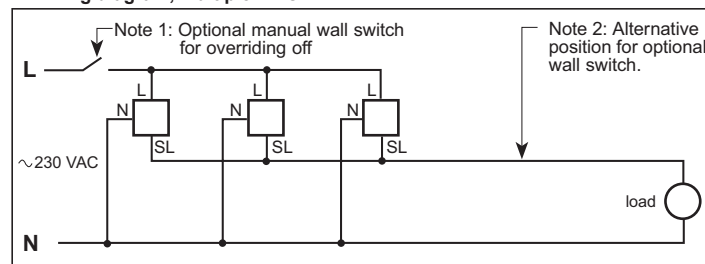 Note 1: Optional manual wall switch
for overriding off
Note 2: Alternative
position for optional
wall switch.
L
L
L
L
N
N
N
SL
SL
SL
~230 VAC
load
N